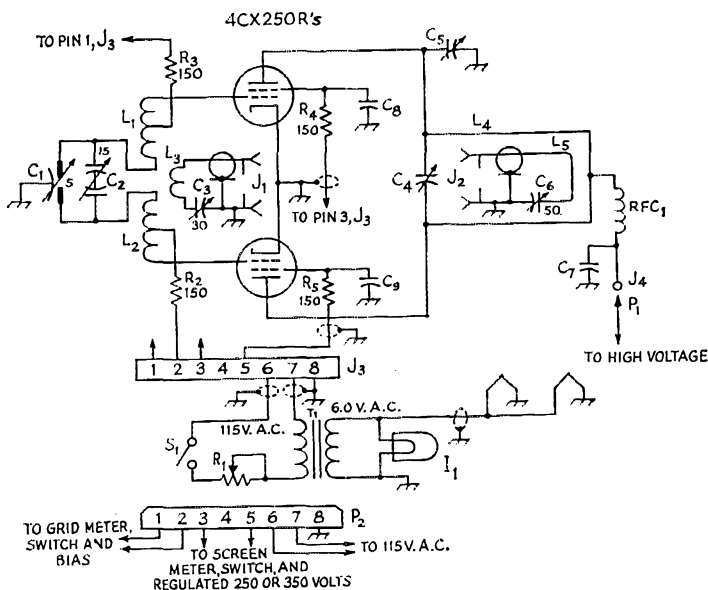 4CX250R's
TO PIN 1, J3
R3
150
C5
L1
R4
150
C8
L4
15
L3
C1
5
C2
C3
30
J1
C4
J2
L5
C6
50.
RFC1
TO PIN 3, J3
L2
R2
150
R5
150
C9
C7
J4
P1
TO HIGH VOLTAGE
1 2 3 4 5 6 7 8
J3
115V. A.C.
T1
6.0 V. A.C.
S1
R1
I1
1 2 3 4 5 6 7 8
P2
TO GRID METER,
SWITCH AND
BIAS
TO SCREEN
METER, SWITCH, AND
REGULATED 250 OR 350 VOLTS
TO 115V. A.C.